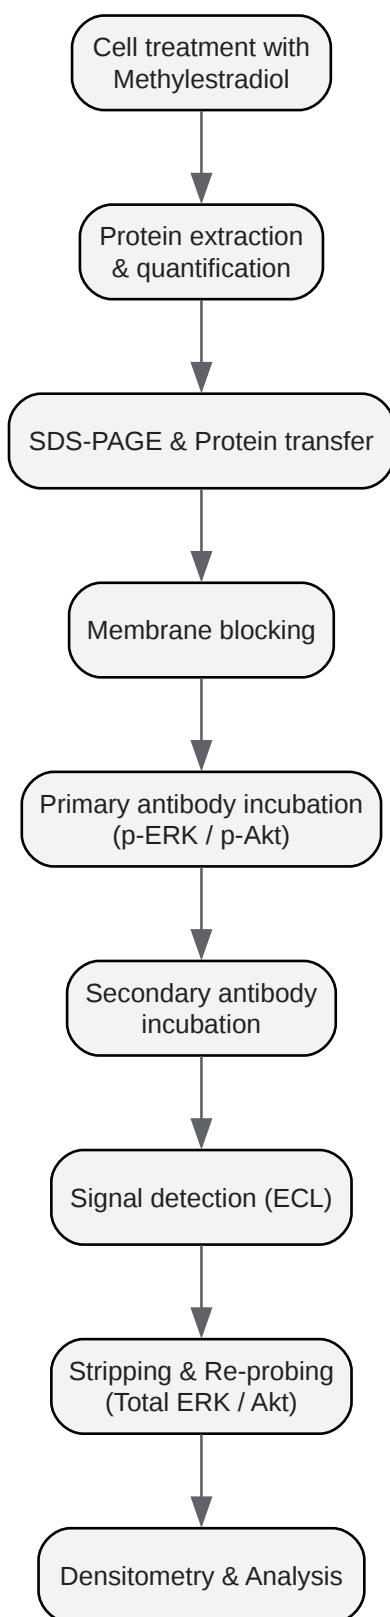 Cell treatment with
Methylestradiol
Protein extraction
& quantification
SDS-PAGE & Protein transfer
Membrane blocking
Primary antibody incubation
(p-ERK / p-Akt)
Secondary antibody
incubation
Signal detection (ECL)
Stripping & Re-probing
(Total ERK / Akt)
Densitometry & Analysis